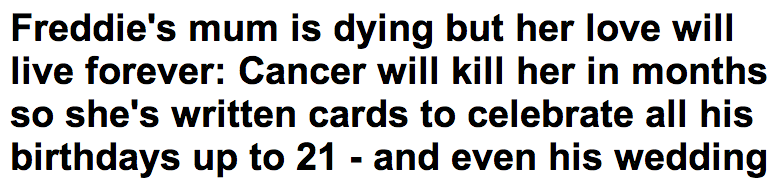 Freddie's mum is dying but her love will
live forever: Cancer will kill her in months
so she's written cards to celebrate all his
birthdays up to 21 - and even his wedding